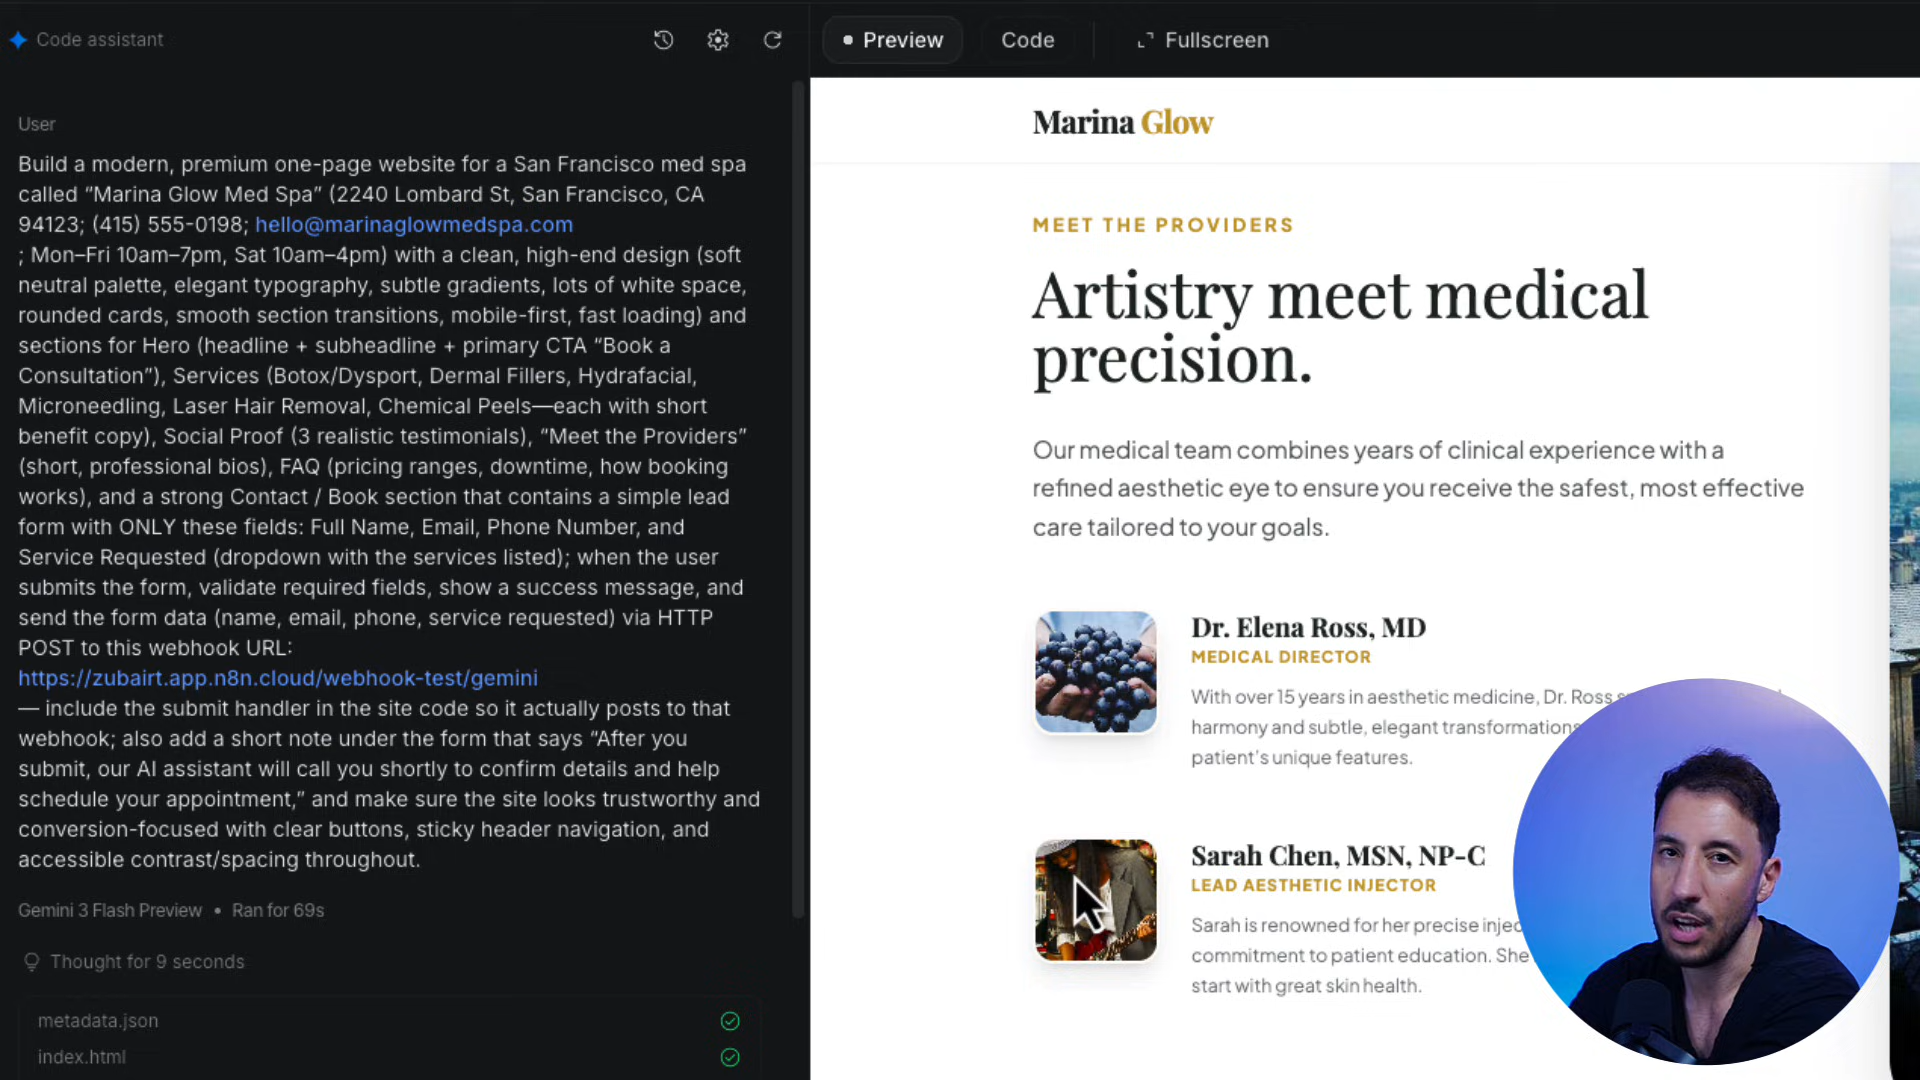 Code assistant
Preview
Code
Fullscreen
User
Build a modern, premium one-page website for a San Francisco med spa
called “Marina Glow Med Spa” (2240 Lombard St, San Francisco, CA
94123; (415) 555-0198; hello@marinaglowmedspa.com
; Mon–Fri 10am–7pm, Sat 10am–4pm) with a clean, high-end design (soft
neutral palette, elegant typography, subtle gradients, lots of white space,
rounded cards, smooth section transitions, mobile-first, fast loading) and
sections for Hero (headline + subheadline + primary CTA “Book a
Consultation”), Services (Botox/Dysport, Dermal Fillers, Hydrafacial,
Microneedling, Laser Hair Removal, Chemical Peels—each with short
benefit copy), Social Proof (3 realistic testimonials), “Meet the Providers”
(short, professional bios), FAQ (pricing ranges, downtime, how booking
works), and a strong Contact / Book section that contains a simple lead
form with ONLY these fields: Full Name, Email, Phone Number, and
Service Requested (dropdown with the services listed); when the user
submits the form, validate required fields, show a success message, and
send the form data (name, email, phone, service requested) via HTTP
POST to this webhook URL:
https://zubairt.app.n8n.cloud/webhook-test/gemini
— include the submit handler in the site code so it actually posts to that
webhook; also add a short note under the form that says “After you
submit, our AI assistant will call you shortly to confirm details and help
schedule your appointment,” and make sure the site looks trustworthy and
conversion-focused with clear buttons, sticky header navigation, and
accessible contrast/spacing throughout.
Gemini 3 Flash Preview • Ran for 69s
Thought for 9 seconds
metadata.json
index.html
Marina Glow
MEET THE PROVIDERS
Artistry meet medical
precision.
Our medical team combines years of clinical experience with a
refined aesthetic eye to ensure you receive the safest, most effective
care tailored to your goals.
Dr. Elena Ross, MD
MEDICAL DIRECTOR
With over 15 years in aesthetic medicine, Dr. Ross
harmony and subtle, elegant transformations
patient's unique features.
Sarah Chen, MSN, NP-C
LEAD AESTHETIC INJECTOR
Sarah is renowned for her precise
commitment to patient education. She
start with great skin health.